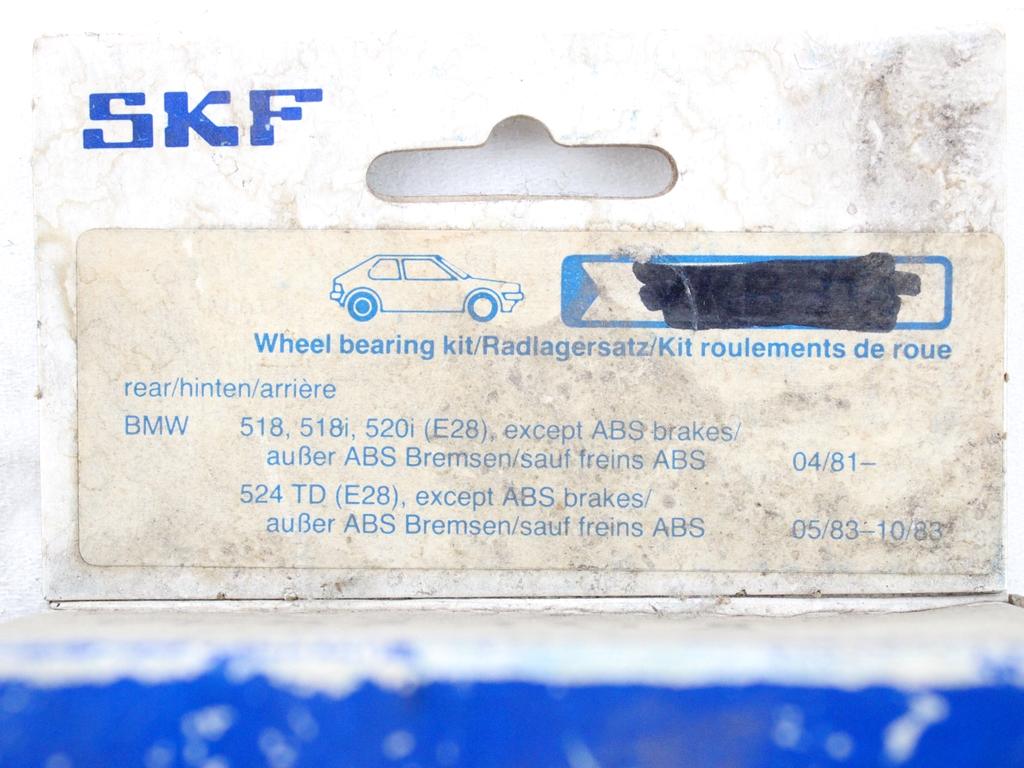 SKF
Wheel bearing kit/Radlagersatz/Kit roulements de roue
rear/hinten/arrière
BMW 518, 518i, 520i (E28), except ABS brakes/
außer ABS Bremsen/sauf freins ABS 04/81–
524 TD (E28), except ABS brakes/
außer ABS Bremsen/sauf freins ABS 05/83–10/83